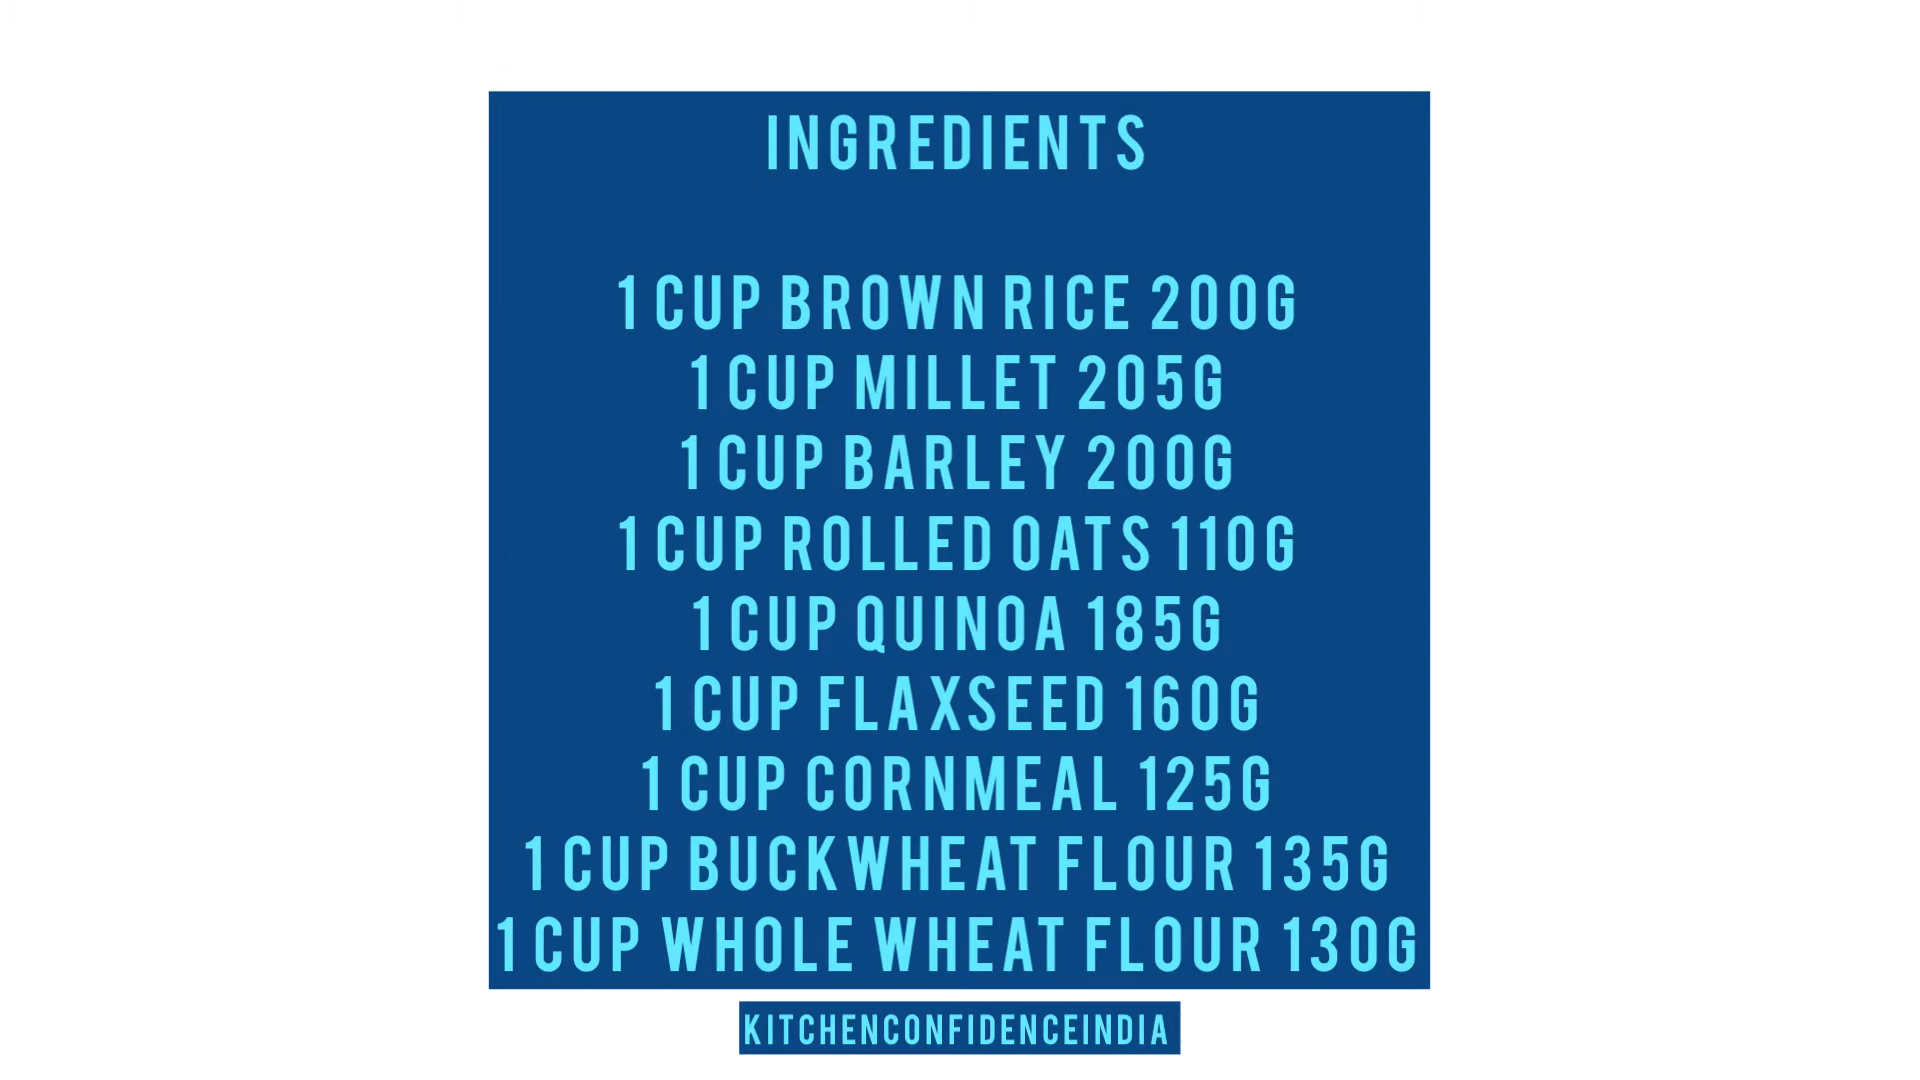 INGREDIENTS
1 CUP BROWN RICE 200G
1 CUP MILLET 205G
1 CUP BARLEY 200G
1 CUP ROLLED OATS 110G
1 CUP QUINOA 185G
1 CUP FLAXSEED 160G
1 CUP CORNMEAL 125G
1 CUP BUCKWHEAT FLOUR 135G
1 CUP WHOLE WHEAT FLOUR 130G
KITCHENCONFIDENCEINDIA